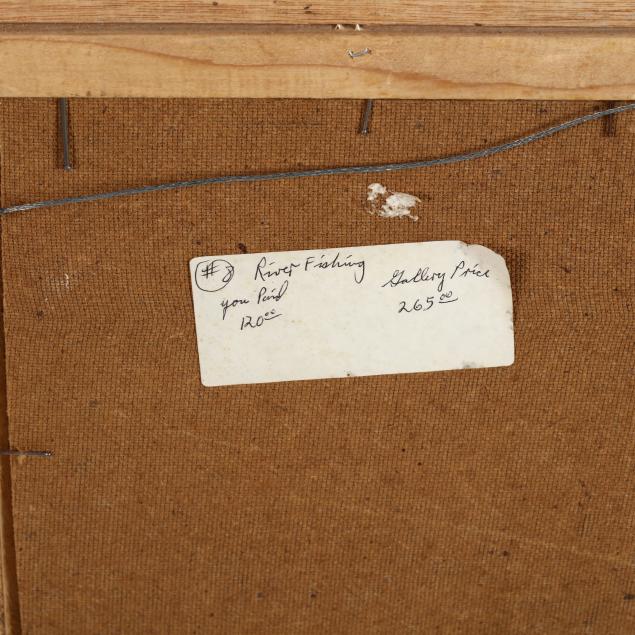 #8 River Fishing
you Paid
120.00
Gallery Price
265.00